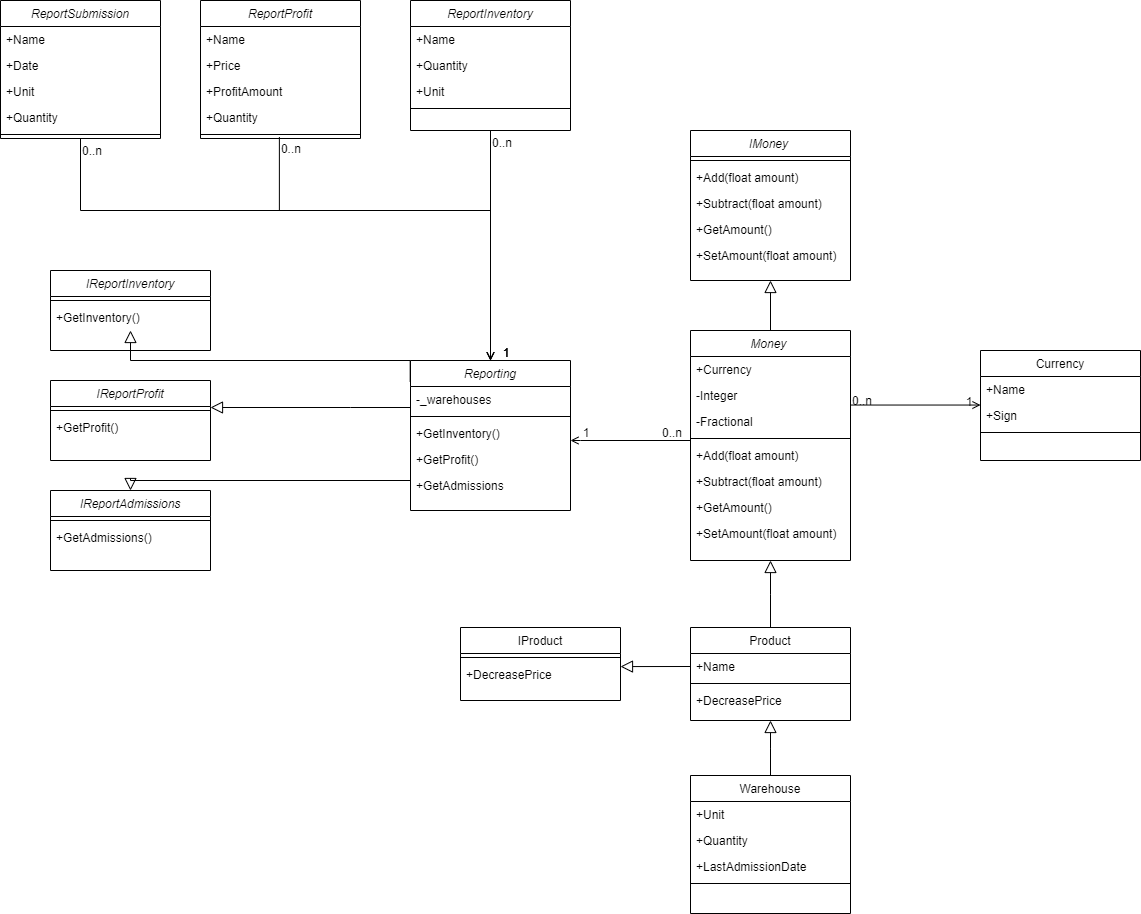 ReportSubmission
+Name
+Date
+Unit
+Quantity
0..n
ReportProfit
+Name
+Price
+ProfitAmount
+Quantity
0..n
ReportInventory
+Name
+Quantity
+Unit
0..n
IMoney
+Add(float amount)
+Subtract(float amount)
+GetAmount()
+SetAmount(float amount)
IReportInventory
+GetInventory()
IReportProfit
+GetProfit()
IReportAdmissions
+GetAdmissions()
1
Reporting
-_warehouses
+GetInventory()
+GetProfit()
+GetAdmissions
1
0..n
Money
+Currency
-Integer
-Fractional
+Add(float amount)
+Subtract(float amount)
+GetAmount()
+SetAmount(float amount)
0..n
1
Currency
+Name
+Sign
IProduct
+DecreasePrice
Product
+Name
+DecreasePrice
Warehouse
+Unit
+Quantity
+LastAdmissionDate